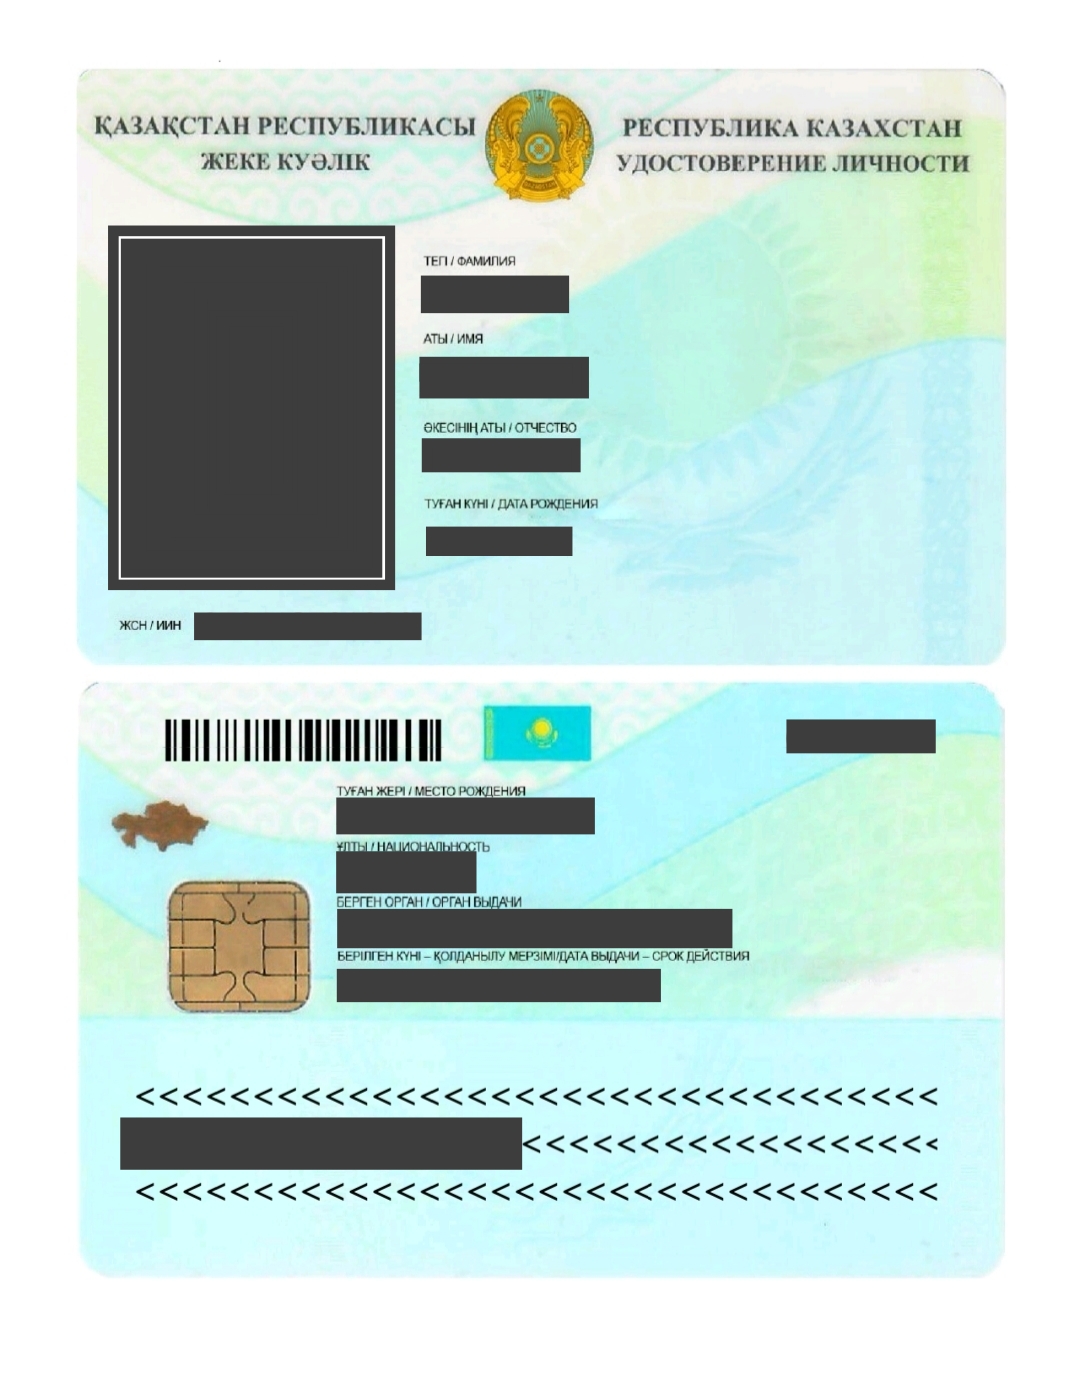 ҚАЗАҚСТАН РЕСПУБЛИКАСЫ
ЖЕКЕ КУӘЛІК
РЕСПУБЛИКА КАЗАХСТАН
УДОСТОВЕРЕНИЕ ЛИЧНОСТИ
ТЕГІ / ФАМИЛИЯ
АТЫ / ИМЯ
ӘКЕСІНІҢ АТЫ / ОТЧЕСТВО
ТУҒАН КҮНІ / ДАТА РОЖДЕНИЯ
ЖСН / ИИН
ТУҒАН ЖЕРІ / МЕСТО РОЖДЕНИЯ
ҰЛТЫ / НАЦИОНАЛЬНОСТЬ
БЕРГЕН ОРГАН / ОРГАН ВЫДАЧИ
БЕРІЛГЕН КҮНІ – ҚОЛДАНЫЛУ МЕРЗІМІ/ДАТА ВЫДАЧИ – СРОК ДЕЙСТВИЯ
<<<<<<<<<<<<<<<<<<<<<<<<<<<<<<<<<<
<<<<<<<<<<<<<<<<<<
<<<<<<<<<<<<<<<<<<<<<<<<<<<<<<<<<<